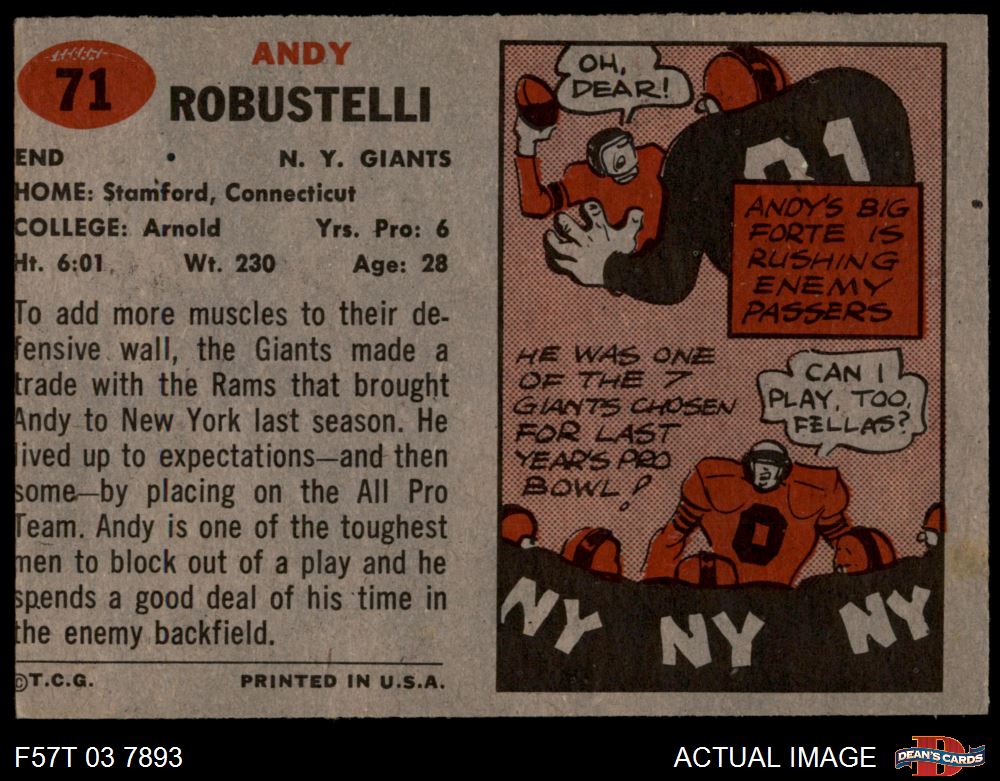 71
ANDY
ROBUSTELLI
END • N. Y. GIANTS
HOME: Stamford, Connecticut
COLLEGE: Arnold Yrs. Pro: 6
Ht. 6:01 Wt. 230 Age: 28
To add more muscles to their de-
fensive wall, the Giants made a
trade with the Rams that brought
Andy to New York last season. He
lived up to expectations—and then
some—by placing on the All Pro
Team. Andy is one of the toughest
men to block out of a play and he
spends a good deal of his time in
the enemy backfield.
©T.C.G. PRINTED IN U.S.A.
OH,
DEAR!
81
ANDY'S BIG
FORTE IS
RUSHING
ENEMY
PASSERS
HE WAS ONE
OF THE 7
GIANTS CHOSEN
FOR LAST
YEAR'S PRO
BOWL!
CAN I
PLAY, TOO,
FELLAS?
0
NY NY NY
F57T 03 7893 ACTUAL IMAGE
DEAN'S CARDS